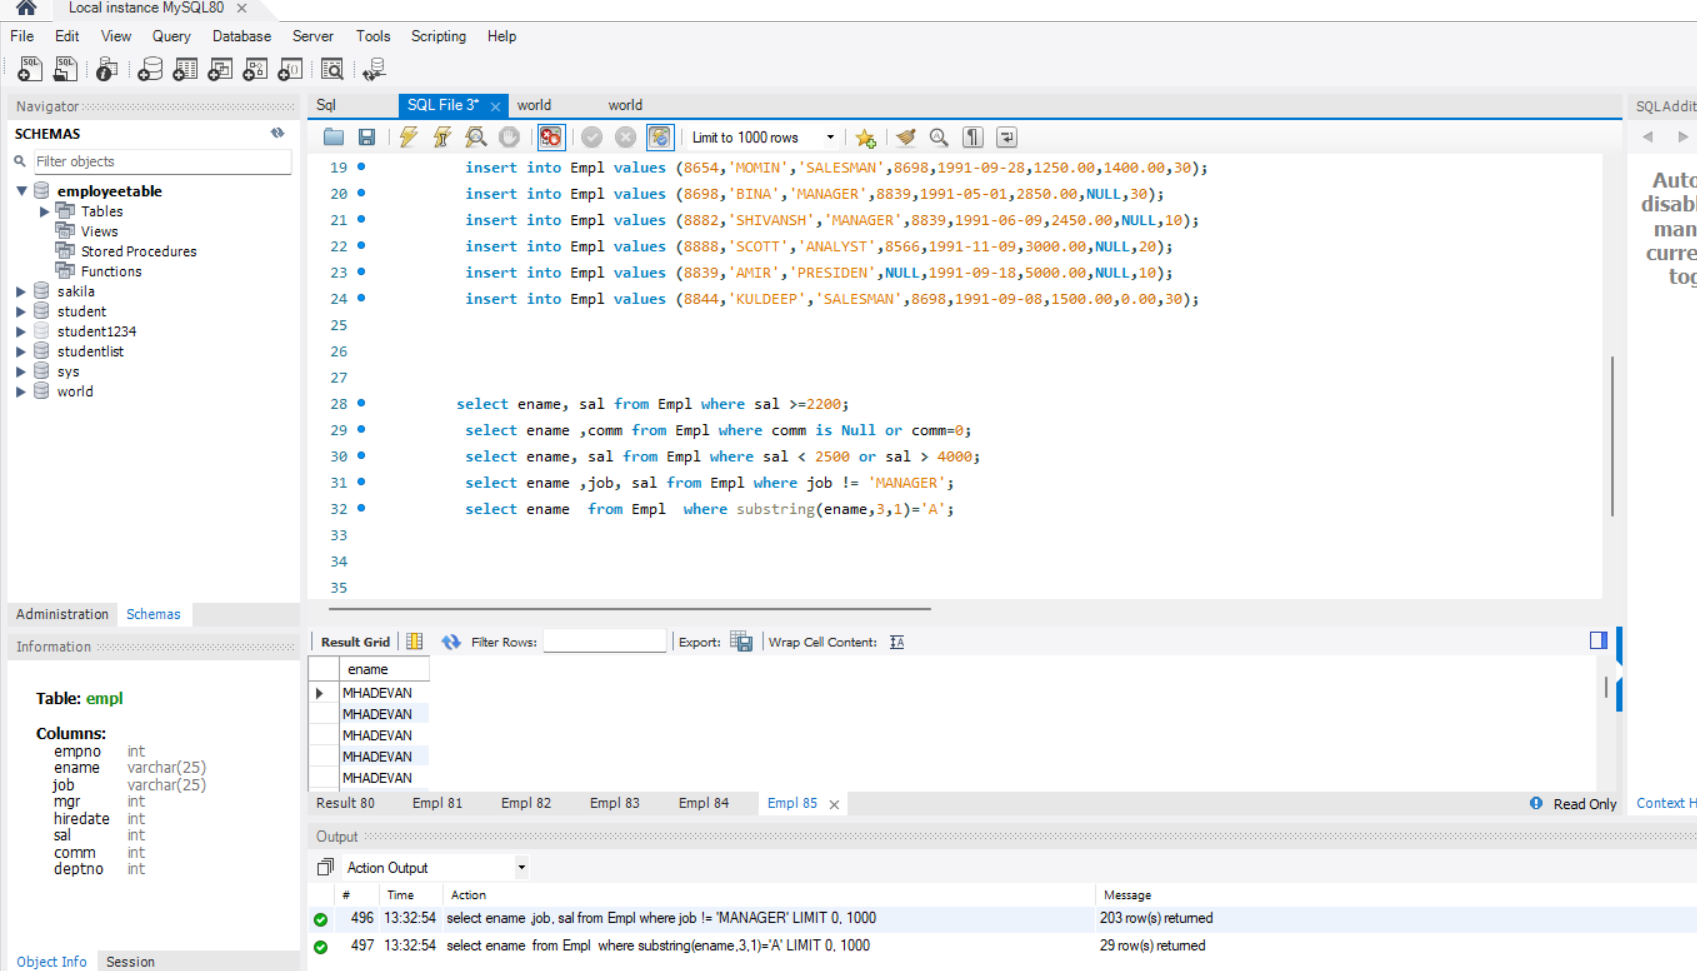 Local instance MySQL80
File Edit View Query Database Server Tools Scripting Help
Navigator
SCHEMAS
Filter objects
employeetable
Tables
Views
Stored Procedures
Functions
sakila
student
student1234
studentlist
sys
world
Administration Schemas
Information
Table: empl
Columns:
empno int
ename varchar(25)
job varchar(25)
mgr int
hiredate int
sal int
comm int
deptno int
Object Info Session
Sql SQL File 3* world world
Limit to 1000 rows
19 insert into Empl values (8654,'MOMIN','SALESMAN',8698,1991-09-28,1250.00,1400.00,30);
20 insert into Empl values (8698,'BINA','MANAGER',8839,1991-05-01,2850.00,NULL,30);
21 insert into Empl values (8882,'SHIVANSH','MANAGER',8839,1991-06-09,2450.00,NULL,10);
22 insert into Empl values (8888,'SCOTT','ANALYST',8566,1991-11-09,3000.00,NULL,20);
23 insert into Empl values (8839,'AMIR','PRESIDEN',NULL,1991-09-18,5000.00,NULL,10);
24 insert into Empl values (8844,'KULDEEP','SALESMAN',8698,1991-09-08,1500.00,0.00,30);
25
26
27
28 select ename, sal from Empl where sal >=2200;
29 select ename ,comm from Empl where comm is Null or comm=0;
30 select ename, sal from Empl where sal < 2500 or sal > 4000;
31 select ename ,job, sal from Empl where job != 'MANAGER';
32 select ename  from Empl  where substring(ename,3,1)='A';
33
34
35
Result Grid Filter Rows: Export: Wrap Cell Content:
ename
MHADEVAN
MHADEVAN
MHADEVAN
MHADEVAN
MHADEVAN
Result 80 Empl 81 Empl 82 Empl 83 Empl 84 Empl 85 Read Only
Output
Action Output
# Time Action Message
496 13:32:54 select ename ,job, sal from Empl where job != 'MANAGER' LIMIT 0, 1000 203 row(s) returned
497 13:32:54 select ename  from Empl  where substring(ename,3,1)='A' LIMIT 0, 1000 29 row(s) returned
SQLAddit
Auto
disabl
man
curre
tog
Context H